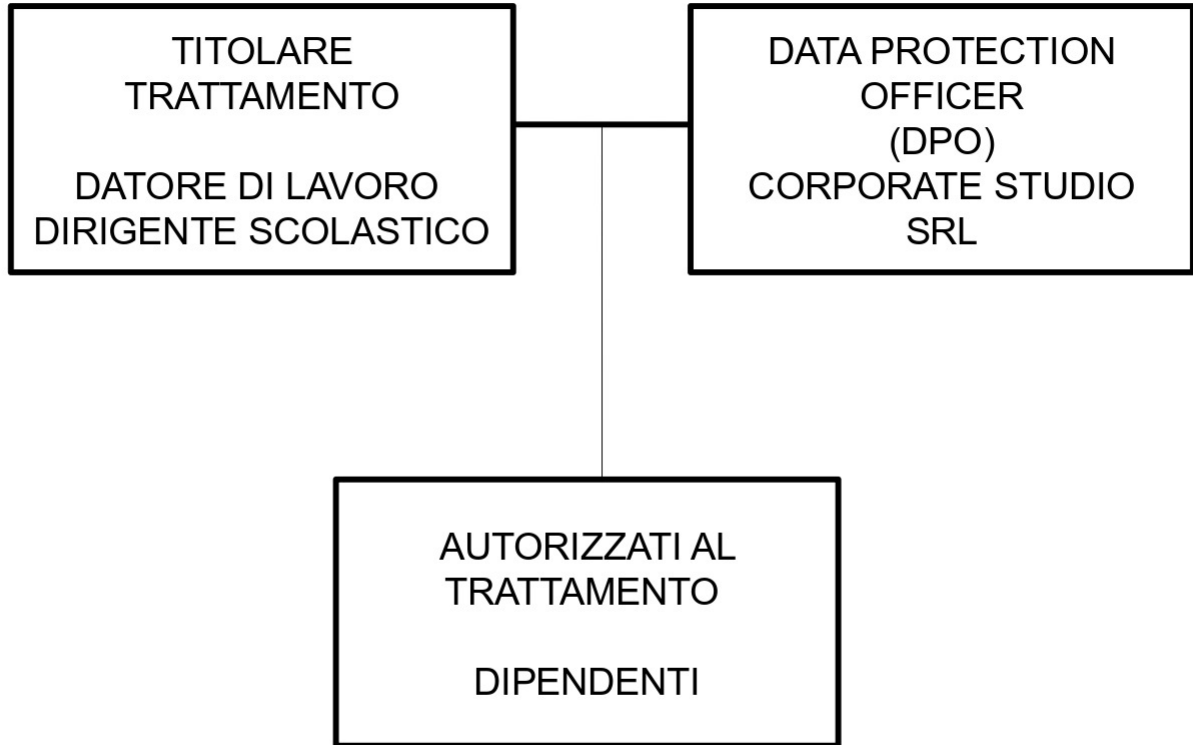 TITOLARE
TRATTAMENTO
DATORE DI LAVORO
DIRIGENTE SCOLASTICO
DATA PROTECTION
OFFICER
(DPO)
CORPORATE STUDIO
SRL
AUTORIZZATI AL
TRATTAMENTO
DIPENDENTI